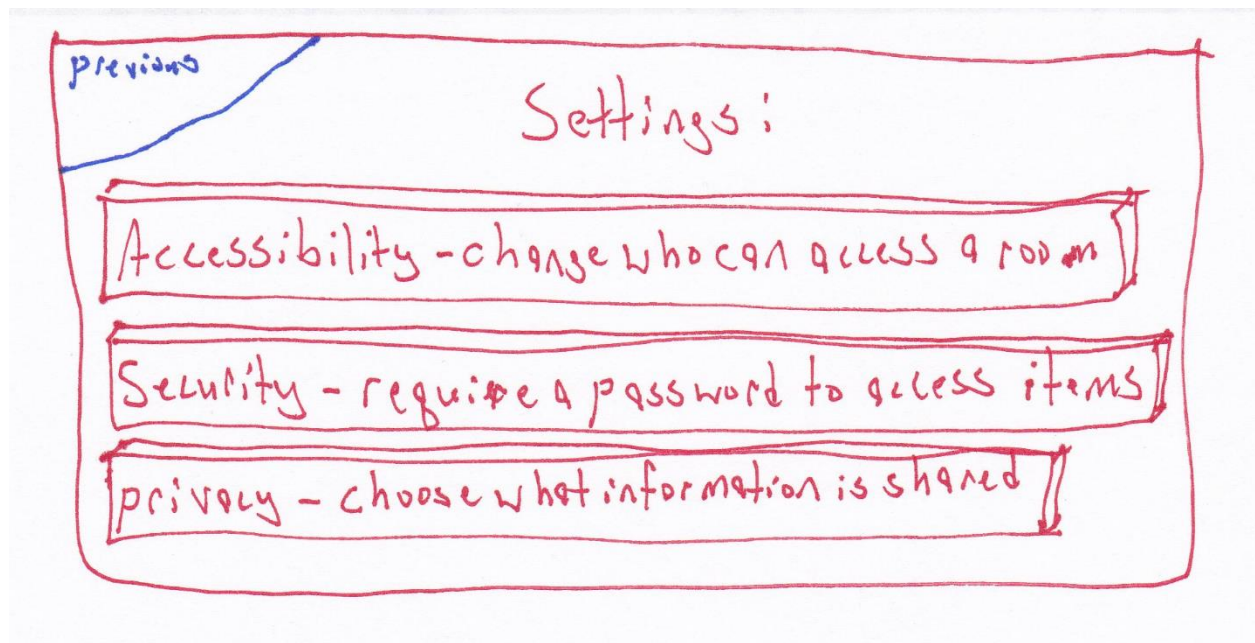 previous
Settings:
Accessibility - change who can access a room
Security - require a password to access items
privacy - choose what information is shared